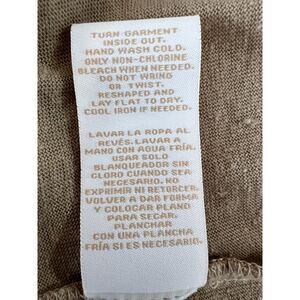 TURN GARMENT
INSIDE OUT.
HAND WASH COLD.
ONLY NON-CHLORINE
BLEACH WHEN NEEDED.
DO NOT WRING
OR TWIST.
RESHAPED AND
LAY FLAT TO DRY.
COOL IRON IF NEEDED.
LAVAR LA ROPA AL
REVÉS. LAVAR A
MANO CON AGUA FRÍA.
USAR SOLO
BLANQUEADOR SIN
CLORO CUANDO SEA
NECESARIO. NO
EXPRIMIR NI RETORCER.
VOLVER A DAR FORMA
Y COLOCAR PLANO
PARA SECAR.
PLANCHAR
CON UNA PLANCHA
FRÍA SI ES NECESARIO.